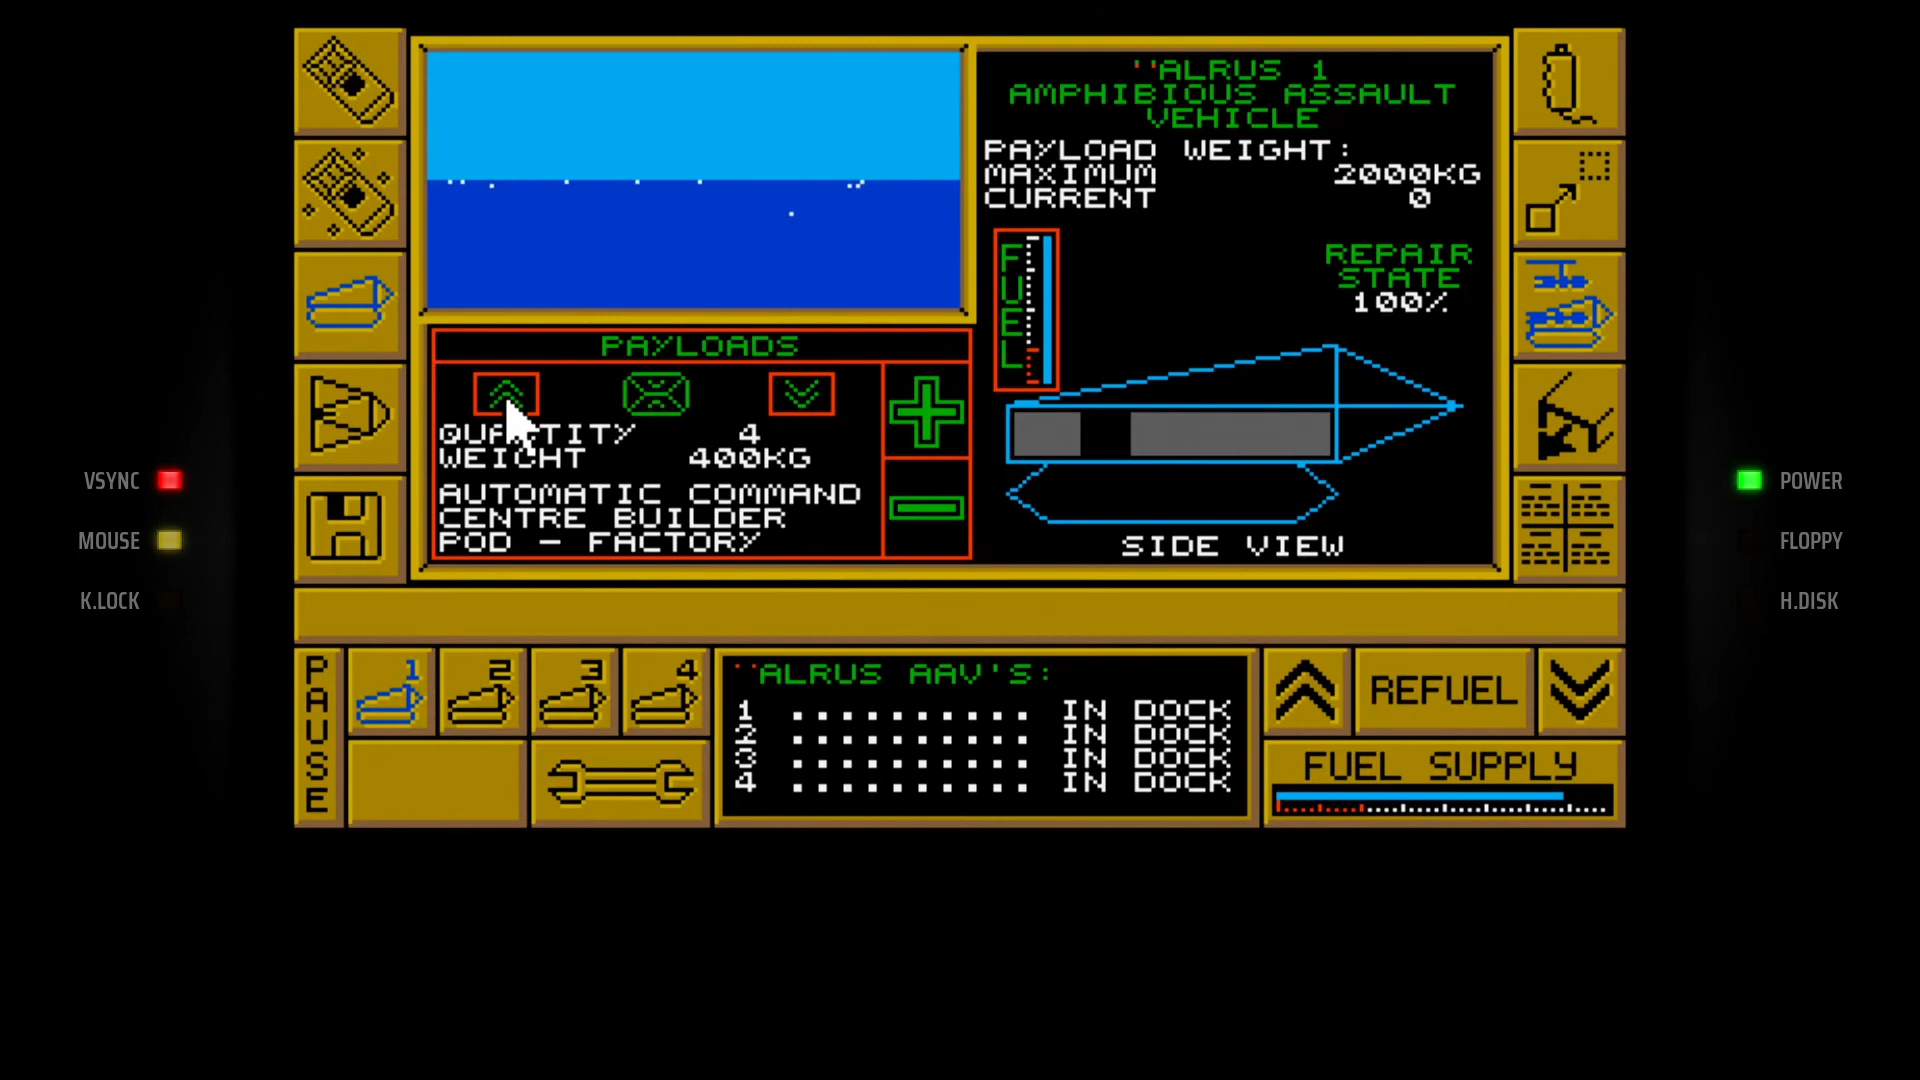 ''ALRUS 1
AMPHIBIOUS ASSAULT
VEHICLE
PAYLOAD WEIGHT:
MAXIMUM 2000KG
CURRENT 0
FUEL
REPAIR
STATE
100%
SIDE VIEW
PAYLOADS
QUANTITY 4
WEIGHT 400KG
AUTOMATIC COMMAND
CENTRE BUILDER
POD - FACTORY
VSYNC
MOUSE
K.LOCK
POWER
FLOPPY
H.DISK
PAUSE
1
2
3
4
''ALRUS AAV'S:
1 .......... IN DOCK
2 .......... IN DOCK
3 .......... IN DOCK
4 .......... IN DOCK
REFUEL
FUEL SUPPLY